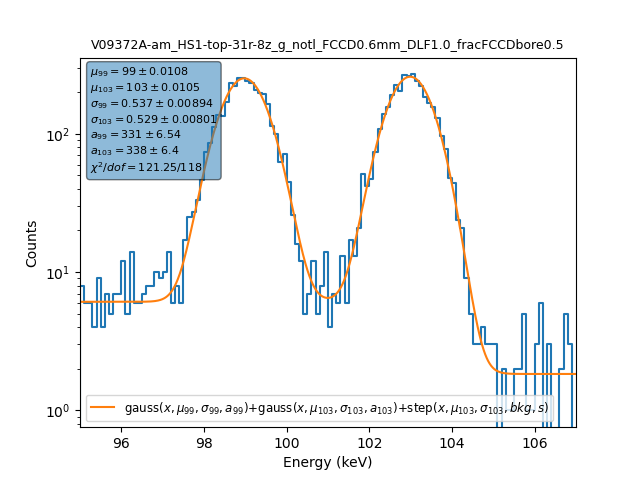 V09372A-am_HS1-top-31r-8z_g_notl_FCCD0.6mm_DLF1.0_fracFCCDbore0.5
μ₉₉ = 99 ± 0.0108
μ₁₀₃ = 103 ± 0.0105
σ₉₉ = 0.537 ± 0.00894
σ₁₀₃ = 0.529 ± 0.00801
a₉₉ = 331 ± 6.54
a₁₀₃ = 338 ± 6.4
χ²/dof = 121.25/118
10²
10¹
10⁰
Counts
gauss(x, μ₉₉, σ₉₉, a₉₉)+gauss(x, μ₁₀₃, σ₁₀₃, a₁₀₃)+step(x, μ₁₀₃, σ₁₀₃, bkg, s)
96 98 100 102 104 106
Energy (keV)